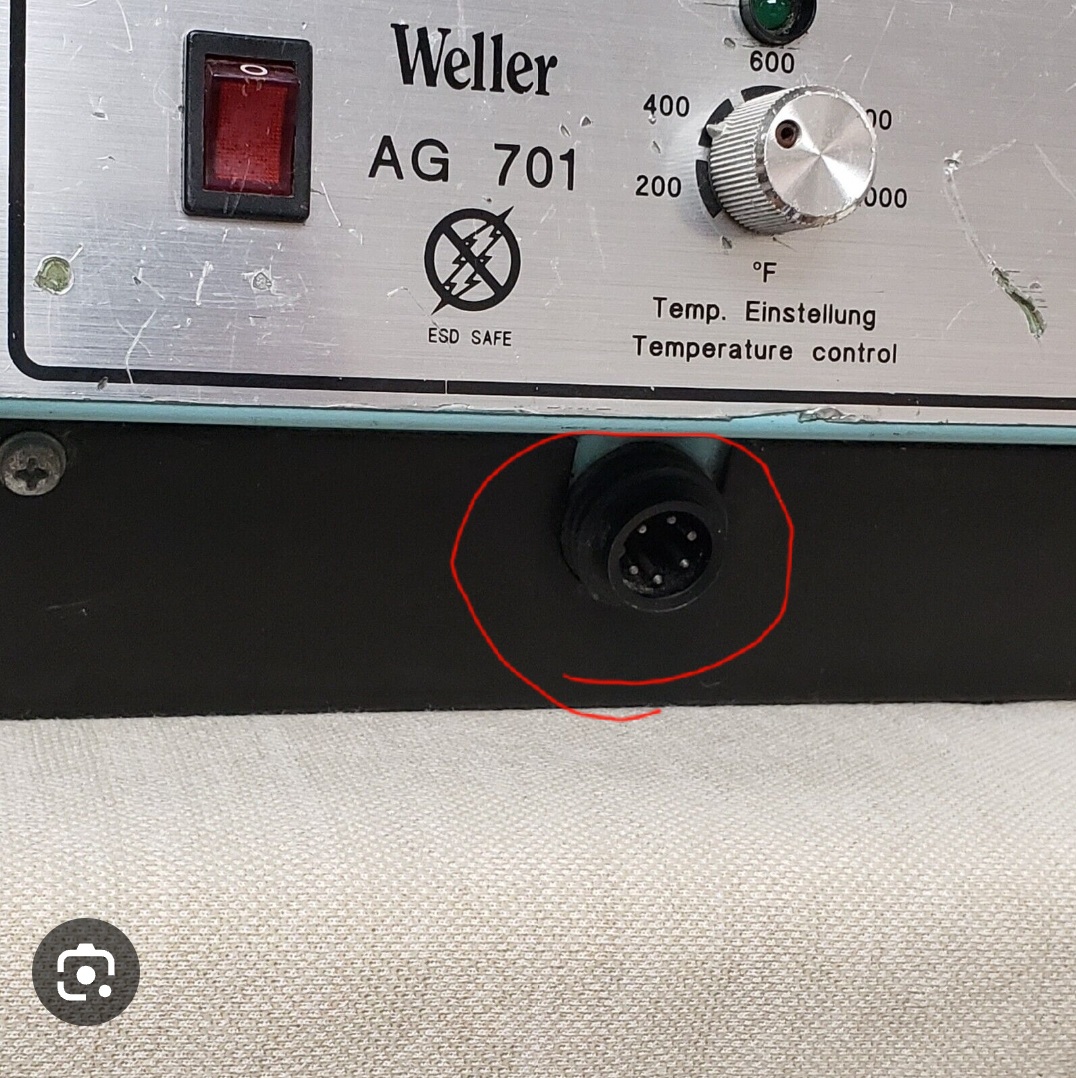 Weller
AG 701
ESD SAFE
600
400
200
°F
Temp. Einstellung
Temperature control